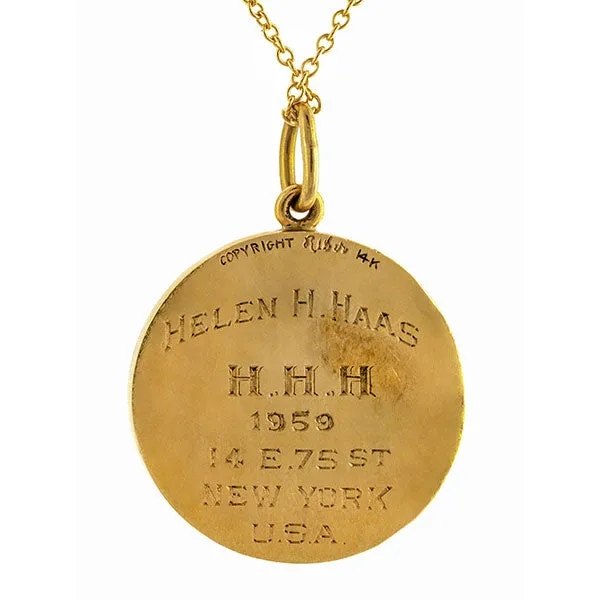 COPYRIGHT 14K
HELEN H. HAAS
H.H.H
1959
14 E.75 ST
NEW YORK
U.S.A.